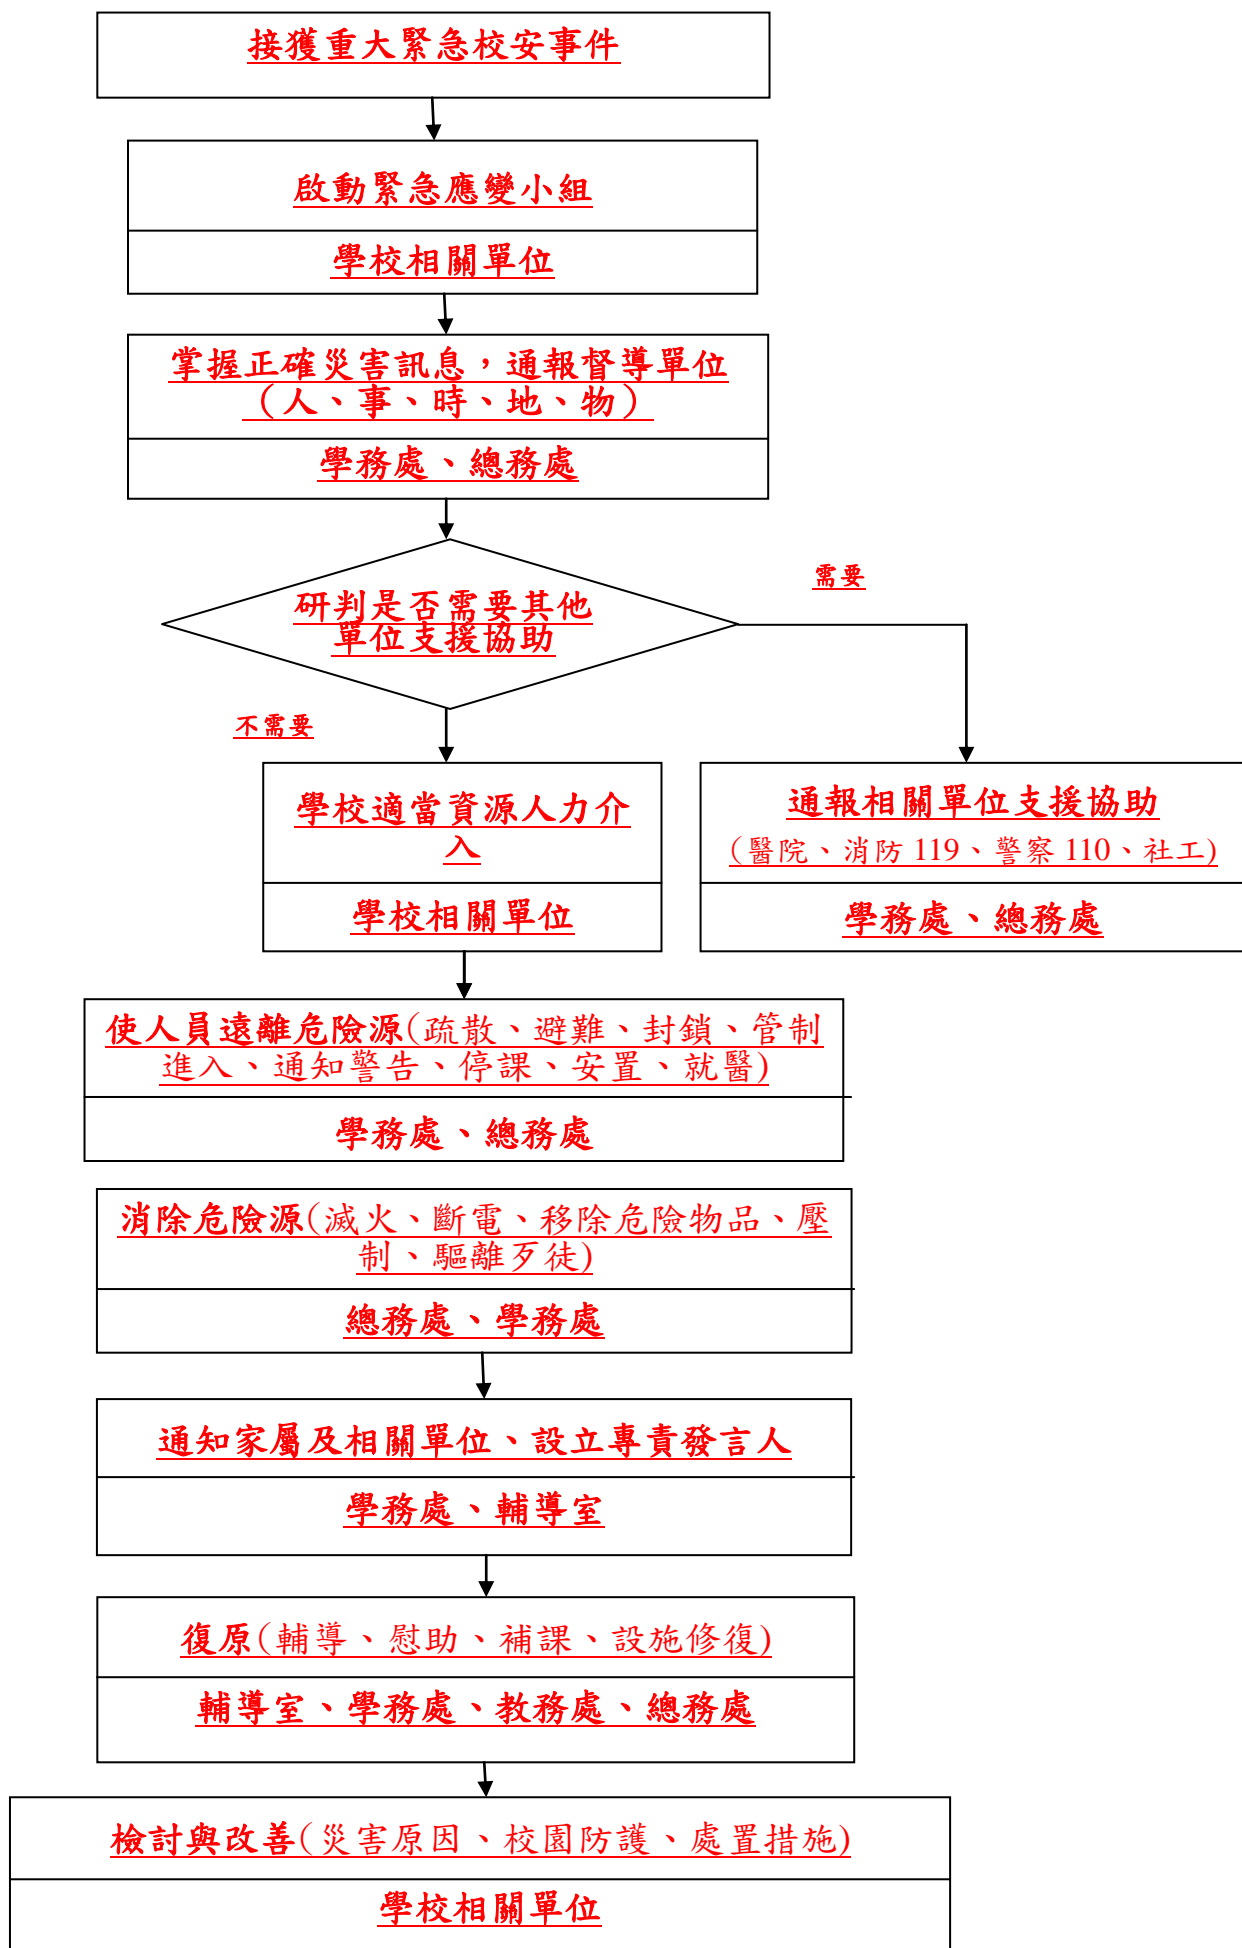 接獲重大緊急校安事件
啟動緊急應變小組
學校相關單位
掌握正確災害訊息，通報督導單位
（人、事、時、地、物）
學務處、總務處
需要
研判是否需要其他
單位支援協助
不需要
學校適當資源人力介
入
學校相關單位
通報相關單位支援協助
(醫院、消防 119、警察 110、社工)
學務處、總務處
使人員遠離危險源(疏散、避難、封鎖、管制
進入、通知警告、停課、安置、就醫)
學務處、總務處
消除危險源(滅火、斷電、移除危險物品、壓
制、驅離歹徒)
總務處、學務處
通知家屬及相關單位、設立專責發言人
學務處、輔導室
復原(輔導、慰助、補課、設施修復)
輔導室、學務處、教務處、總務處
檢討與改善(災害原因、校園防護、處置措施)
學校相關單位